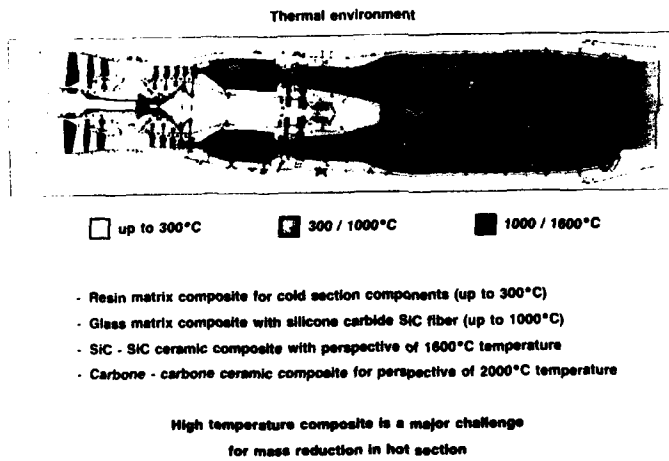 Thermal environment
up to 300°C
300 / 1000°C
1000 / 1600°C
- Resin matrix composite for cold section components (up to 300°C)
- Glass matrix composite with silicone carbide SiC fiber (up to 1000°C)
- SiC - SiC ceramic composite with perspective of 1600°C temperature
- Carbone - carbone ceramic composite for perspective of 2000°C temperature
High temperature composite is a major challenge
for mass reduction in hot section